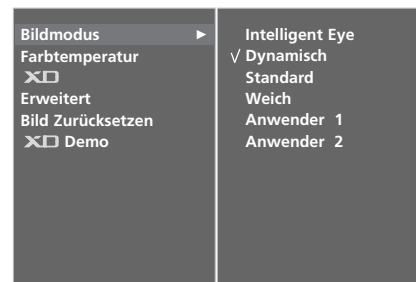 Bildmodus ►
Farbtemperatur
XD
Erweitert
Bild Zurücksetzen
XD Demo
Intelligent Eye
√ Dynamisch
Standard
Weich
Anwender 1
Anwender 2